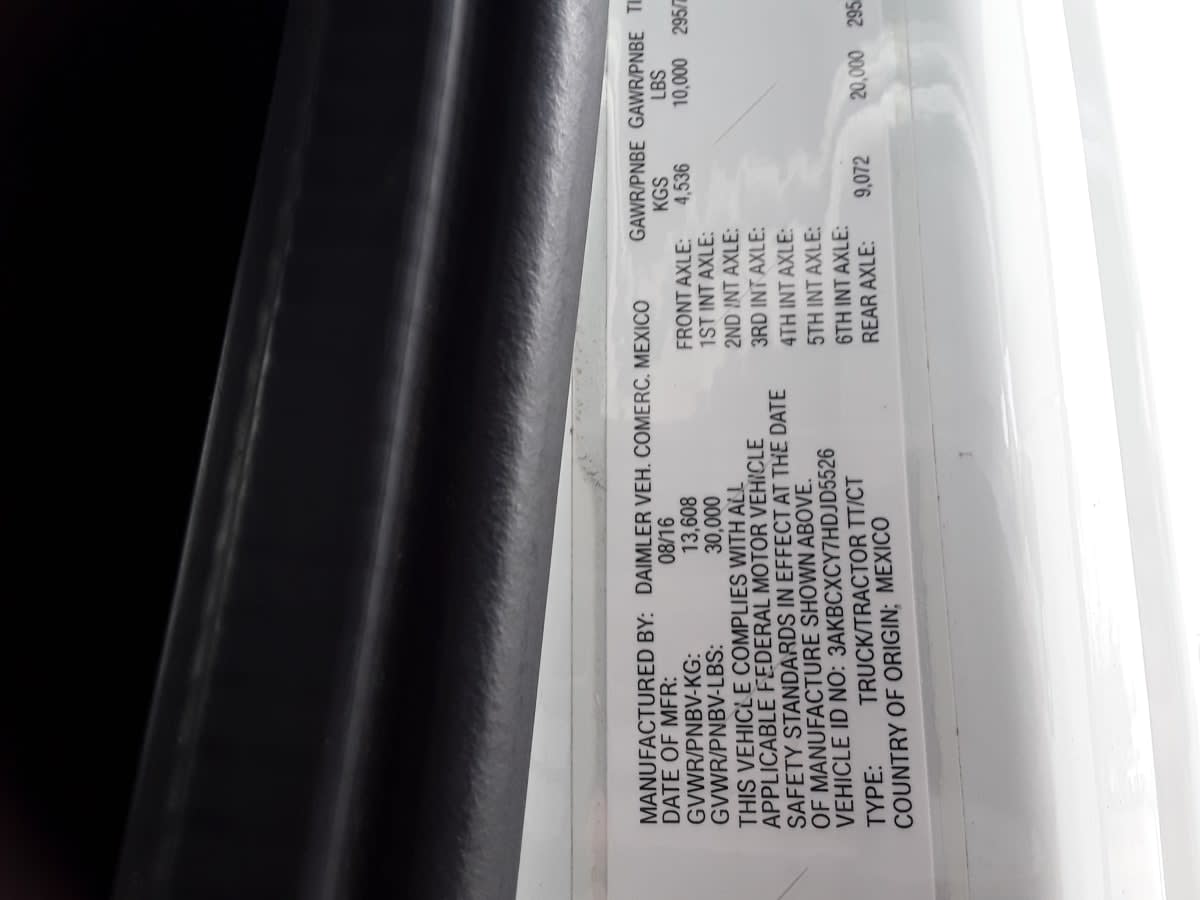 MANUFACTURED BY: DAIMLER VEH. COMERC. MEXICO
DATE OF MFR: 08/16
GVWR/PNBV-KG: 13,608
GVWR/PNBV-LBS: 30,000
THIS VEHICLE COMPLIES WITH ALL
APPLICABLE FEDERAL MOTOR VEHICLE
SAFETY STANDARDS IN EFFECT AT THE DATE
OF MANUFACTURE SHOWN ABOVE.
VEHICLE ID NO: 3AKBCXCY7HDJD5526
TYPE: TRUCK/TRACTOR TT/CT
COUNTRY OF ORIGIN; MEXICO
GAWR/PNBE GAWR/PNBE
KGS LBS
FRONT AXLE: 4,536 10,000
1ST INT AXLE:
2ND INT AXLE:
3RD INT AXLE:
4TH INT AXLE:
5TH INT AXLE:
6TH INT AXLE:
REAR AXLE: 9,072 20,000